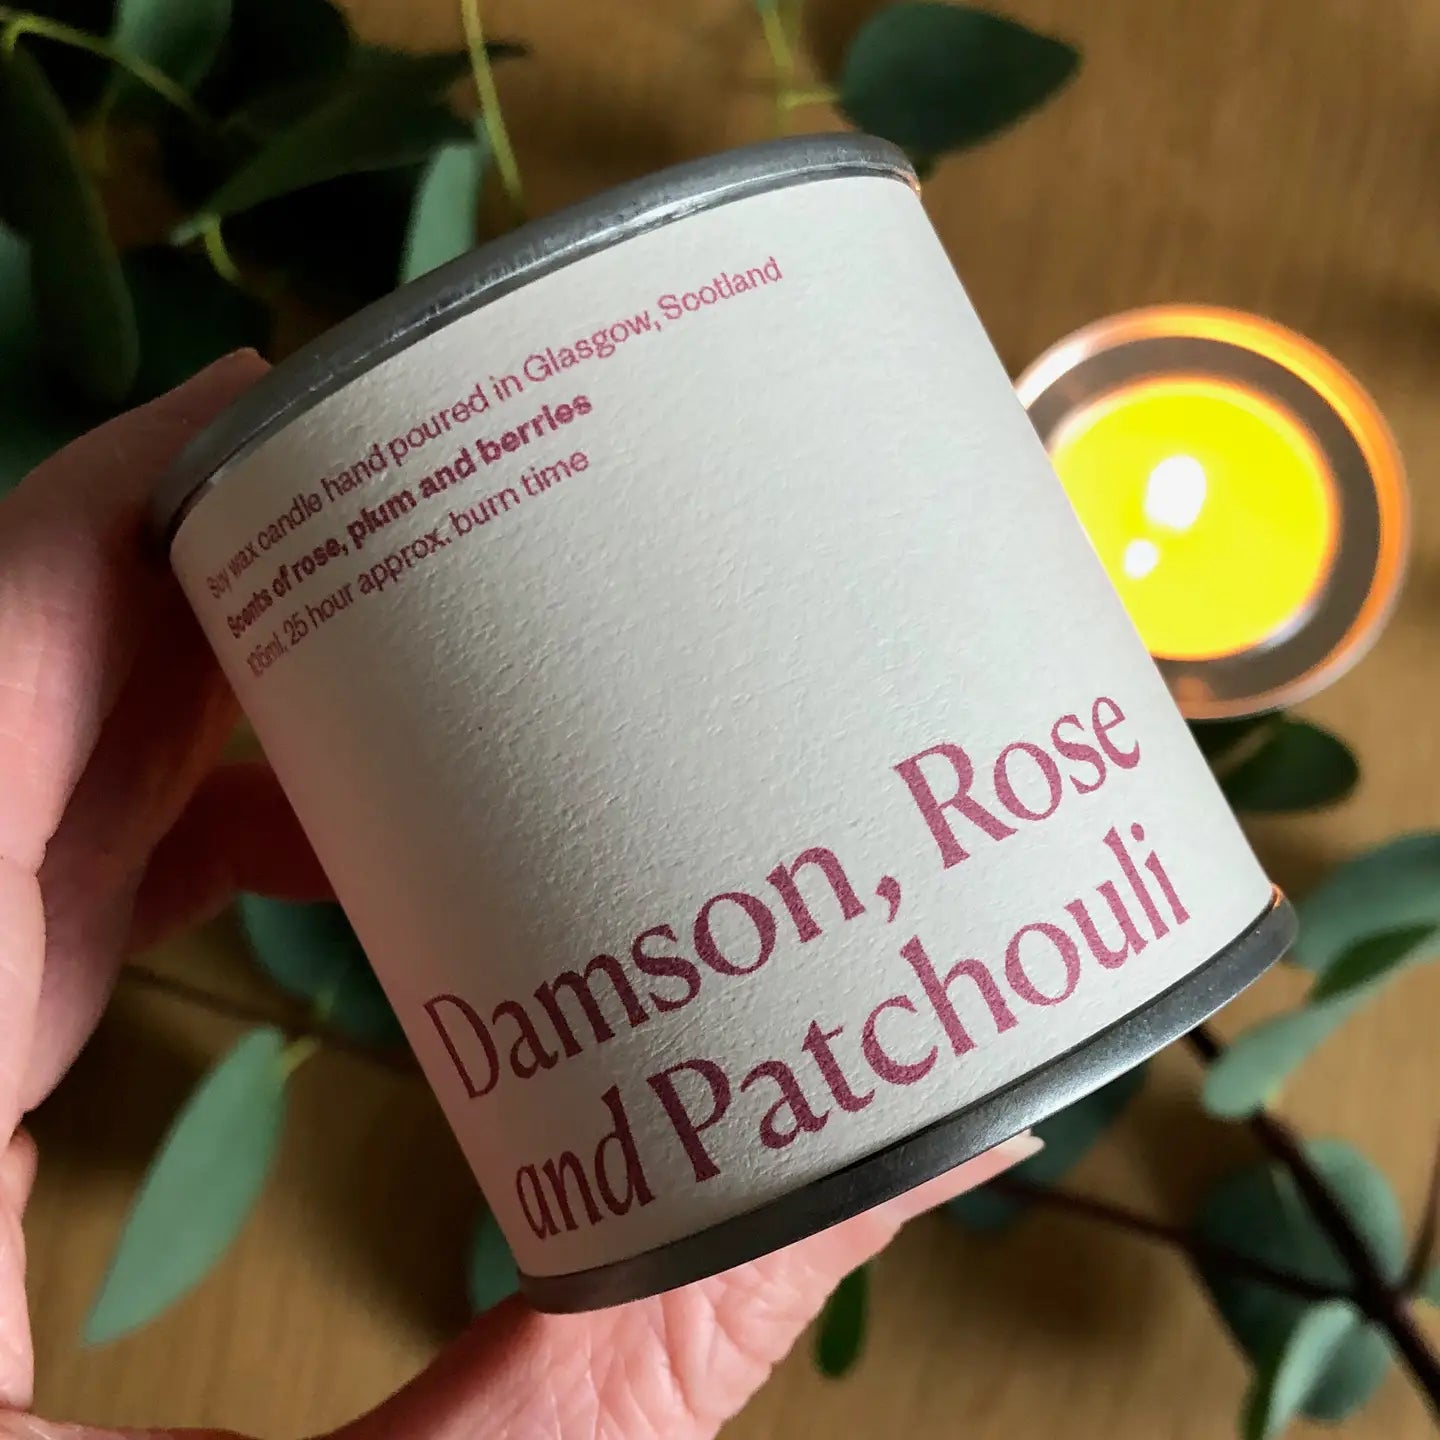 Soy wax candle hand poured in Glasgow, Scotland
Scents of rose, plum and berries
105ml, 25 hour approx. burn time
Damson, Rose
and Patchouli